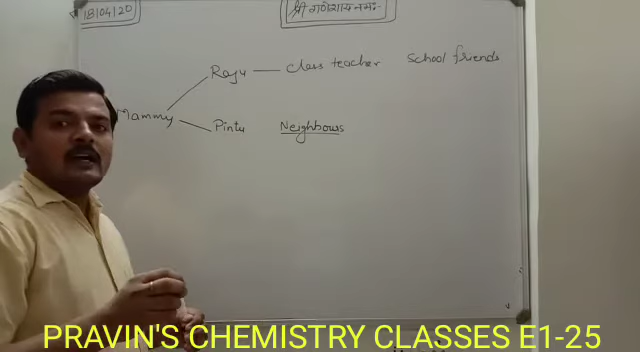 18/04/20
श्री गणेशाय नमः-
Raju — class teacher School friends
Mammy
Pintu Neighbours
PRAVIN'S CHEMISTRY CLASSES E1-25